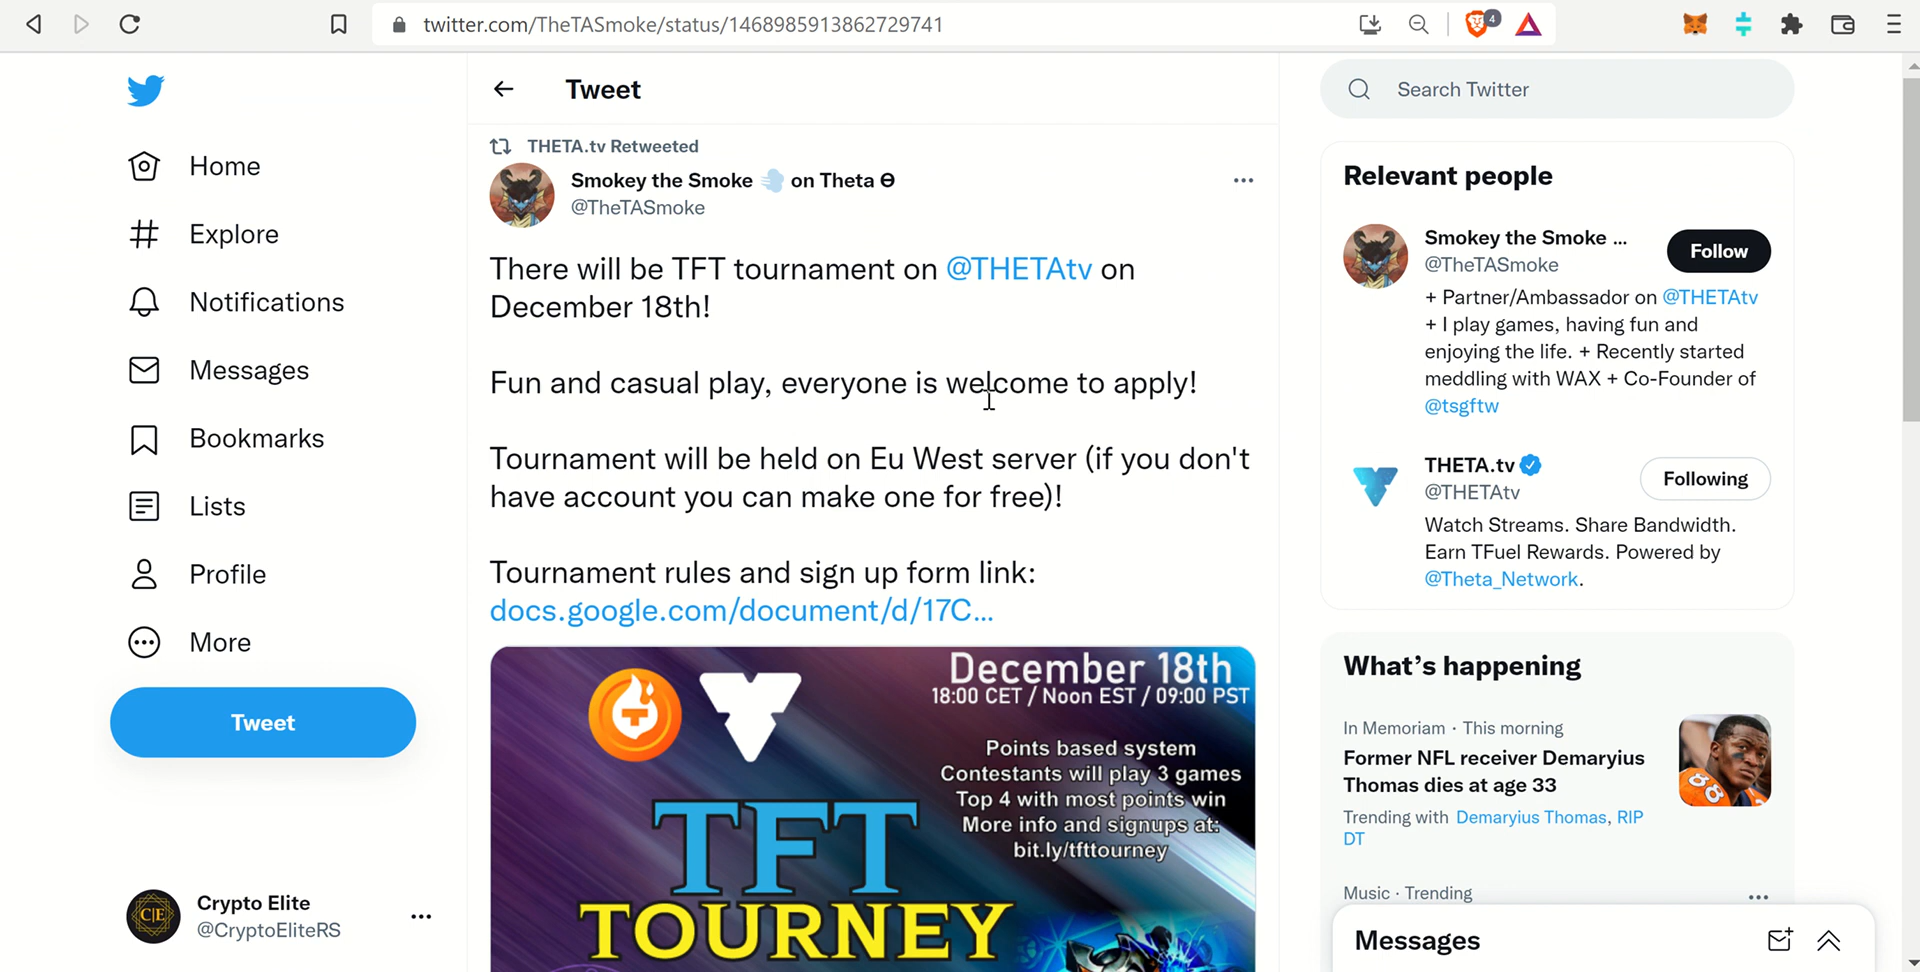 twitter.com/TheTASmoke/status/1468985913862729741
4
Home
Explore
Notifications
Messages
Bookmarks
Lists
Profile
More
Tweet
Crypto Elite
@CryptoEliteRS
C|E
Tweet
THETA.tv Retweeted
Smokey the Smoke 💨 on Theta Θ
@TheTASmoke
There will be TFT tournament on @THETAtv on
December 18th!
Fun and casual play, everyone is welcome to apply!
Tournament will be held on Eu West server (if you don't
have account you can make one for free)!
Tournament rules and sign up form link:
docs.google.com/document/d/17C...
December 18th
18:00 CET / Noon EST / 09:00 PST
Points based system
Contestants will play 3 games
Top 4 with most points win
More info and signups at:
bit.ly/tfttourney
TFT
TOURNEY
Search Twitter
Relevant people
Smokey the Smoke ...
@TheTASmoke
Follow
+ Partner/Ambassador on @THETAtv
+ I play games, having fun and
enjoying the life. + Recently started
meddling with WAX + Co-Founder of
@tsgftw
THETA.tv
@THETAtv
Following
Watch Streams. Share Bandwidth.
Earn TFuel Rewards. Powered by
@Theta_Network.
What's happening
In Memoriam · This morning
Former NFL receiver Demaryius
Thomas dies at age 33
Trending with Demaryius Thomas, RIP
DT
88
Music · Trending
Messages